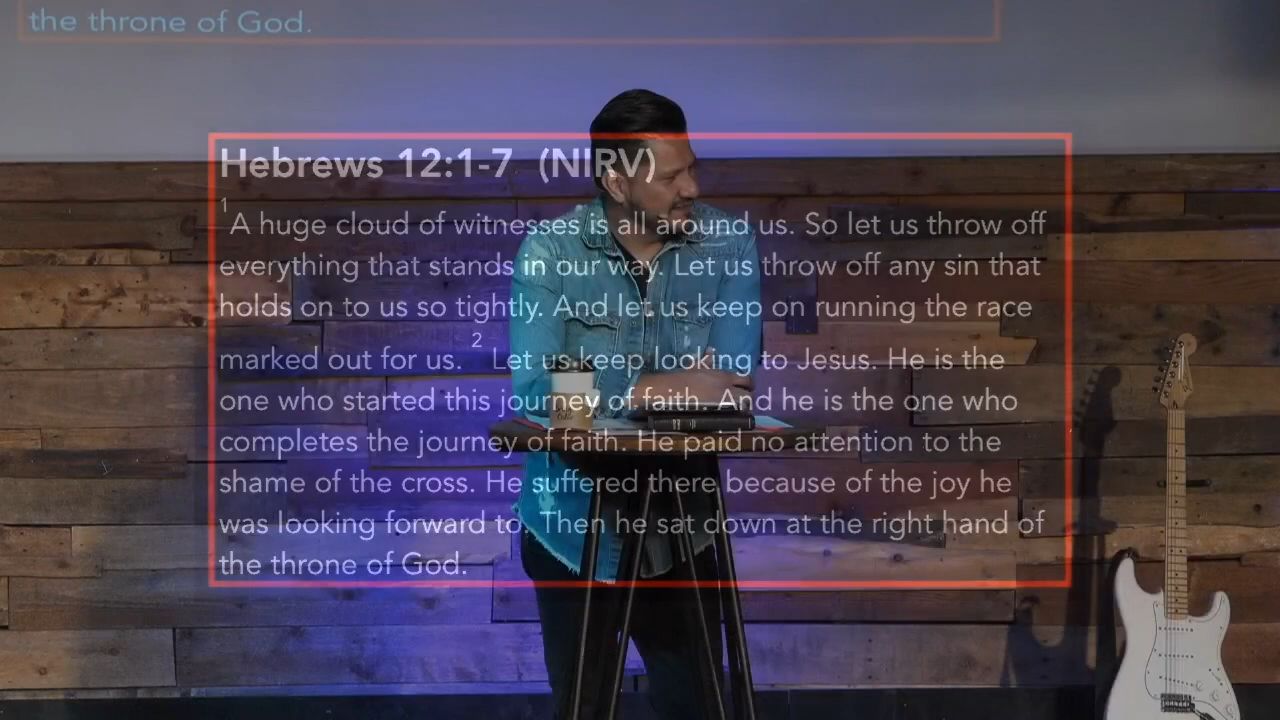 the throne of God.
Hebrews 12:1-7 (NIRV)
1 A huge cloud of witnesses is all around us. So let us throw off
everything that stands in our way. Let us throw off any sin that
holds on to us so tightly. And let us keep on running the race
marked out for us. 2 Let us keep looking to Jesus. He is the
one who started this journey of faith. And he is the one who
completes the journey of faith. He paid no attention to the
shame of the cross. He suffered there because of the joy he
was looking forward to. Then he sat down at the right hand of
the throne of God.